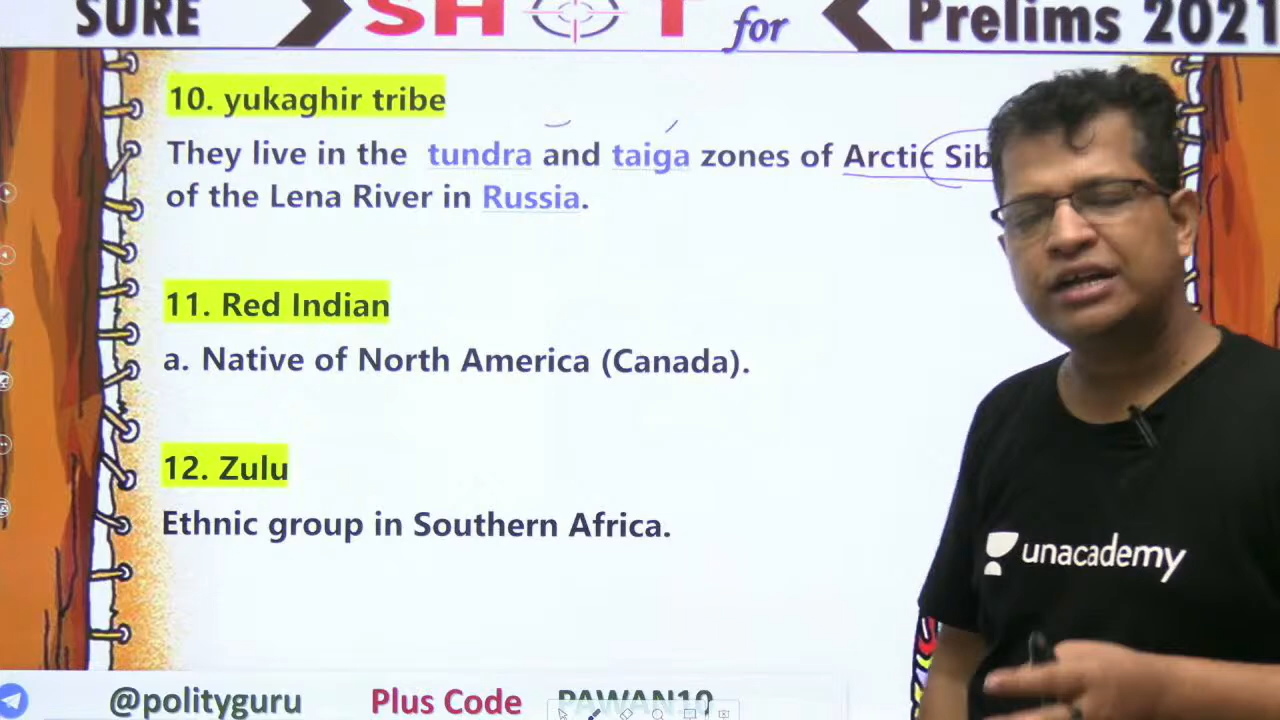 SURE SHOT for Prelims 2021
10. yukaghir tribe
They live in the tundra and taiga zones of Arctic Sib
of the Lena River in Russia.
11. Red Indian
a. Native of North America (Canada).
12. Zulu
Ethnic group in Southern Africa.
unacademy
@polityguru Plus Code PAWAN10